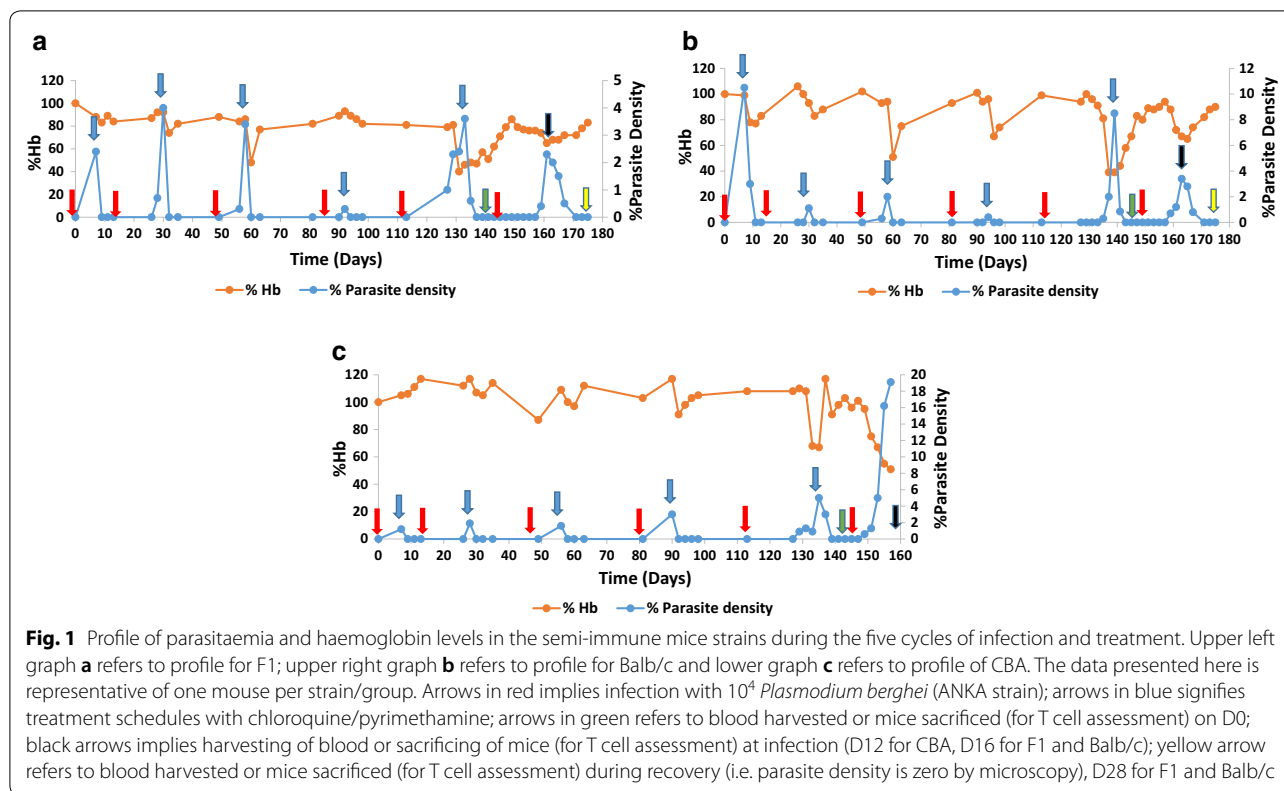 a
120
100
80
60
40
20
0
%Hb
5
4
3
2
1
0
%Parasite Density
0 10 20 30 40 50 60 70 80 90 100 110 120 130 140 150 160 170 180
Time (Days)
% Hb % Parasite density
b
120
100
80
60
40
20
0
%Hb
12
10
8
6
4
2
0
%Parasite Density
0 10 20 30 40 50 60 70 80 90 100 110 120 130 140 150 160 170 180
Time (Days)
% Hb % Parasite density
c
120
100
80
60
40
20
0
%Hb
20
18
16
14
12
10
8
6
4
2
0
%Parasite Density
0 10 20 30 40 50 60 70 80 90 100 110 120 130 140 150 160
Time (Days)
% Hb % Parasite density
Fig. 1 Profile of parasitaemia and haemoglobin levels in the semi-immune mice strains during the five cycles of infection and treatment. Upper left
graph a refers to profile for F1; upper right graph b refers to profile for Balb/c and lower graph c refers to profile of CBA. The data presented here is
representative of one mouse per strain/group. Arrows in red implies infection with 10⁴ Plasmodium berghei (ANKA strain); arrows in blue signifies
treatment schedules with chloroquine/pyrimethamine; arrows in green refers to blood harvested or mice sacrificed (for T cell assessment) on D0;
black arrows implies harvesting of blood or sacrificing of mice (for T cell assessment) at infection (D12 for CBA, D16 for F1 and Balb/c); yellow arrow
refers to blood harvested or mice sacrificed (for T cell assessment) during recovery (i.e. parasite density is zero by microscopy), D28 for F1 and Balb/c